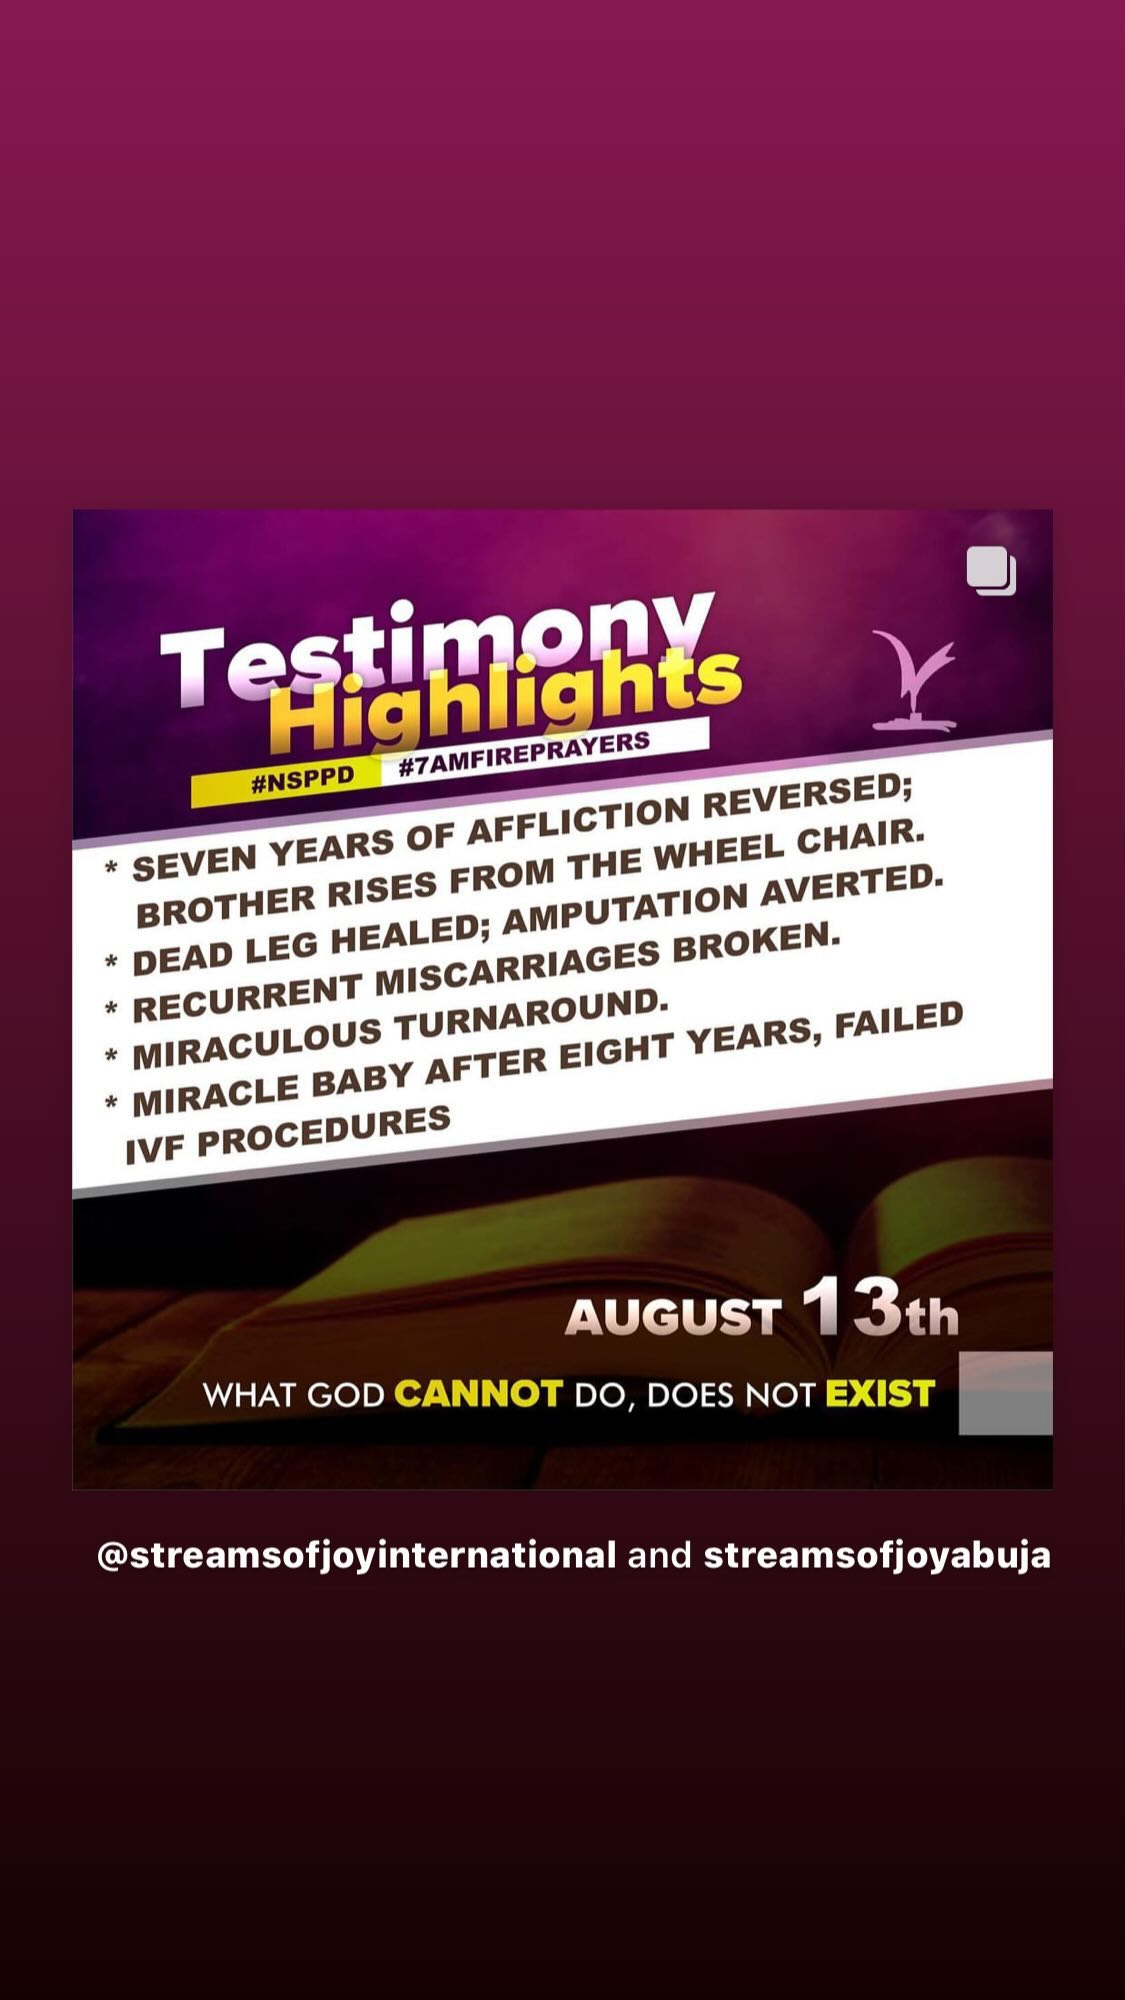 Testimony
Highlights
#NSPPD #7AMFIREPRAYERS
* SEVEN YEARS OF AFFLICTION REVERSED;
BROTHER RISES FROM THE WHEEL CHAIR.
* DEAD LEG HEALED; AMPUTATION AVERTED.
* RECURRENT MISCARRIAGES BROKEN.
* MIRACULOUS TURNAROUND.
* MIRACLE BABY AFTER EIGHT YEARS, FAILED
IVF PROCEDURES
AUGUST 13th
WHAT GOD CANNOT DO, DOES NOT EXIST
@streamsofjoyinternational and streamsofjoyabuja